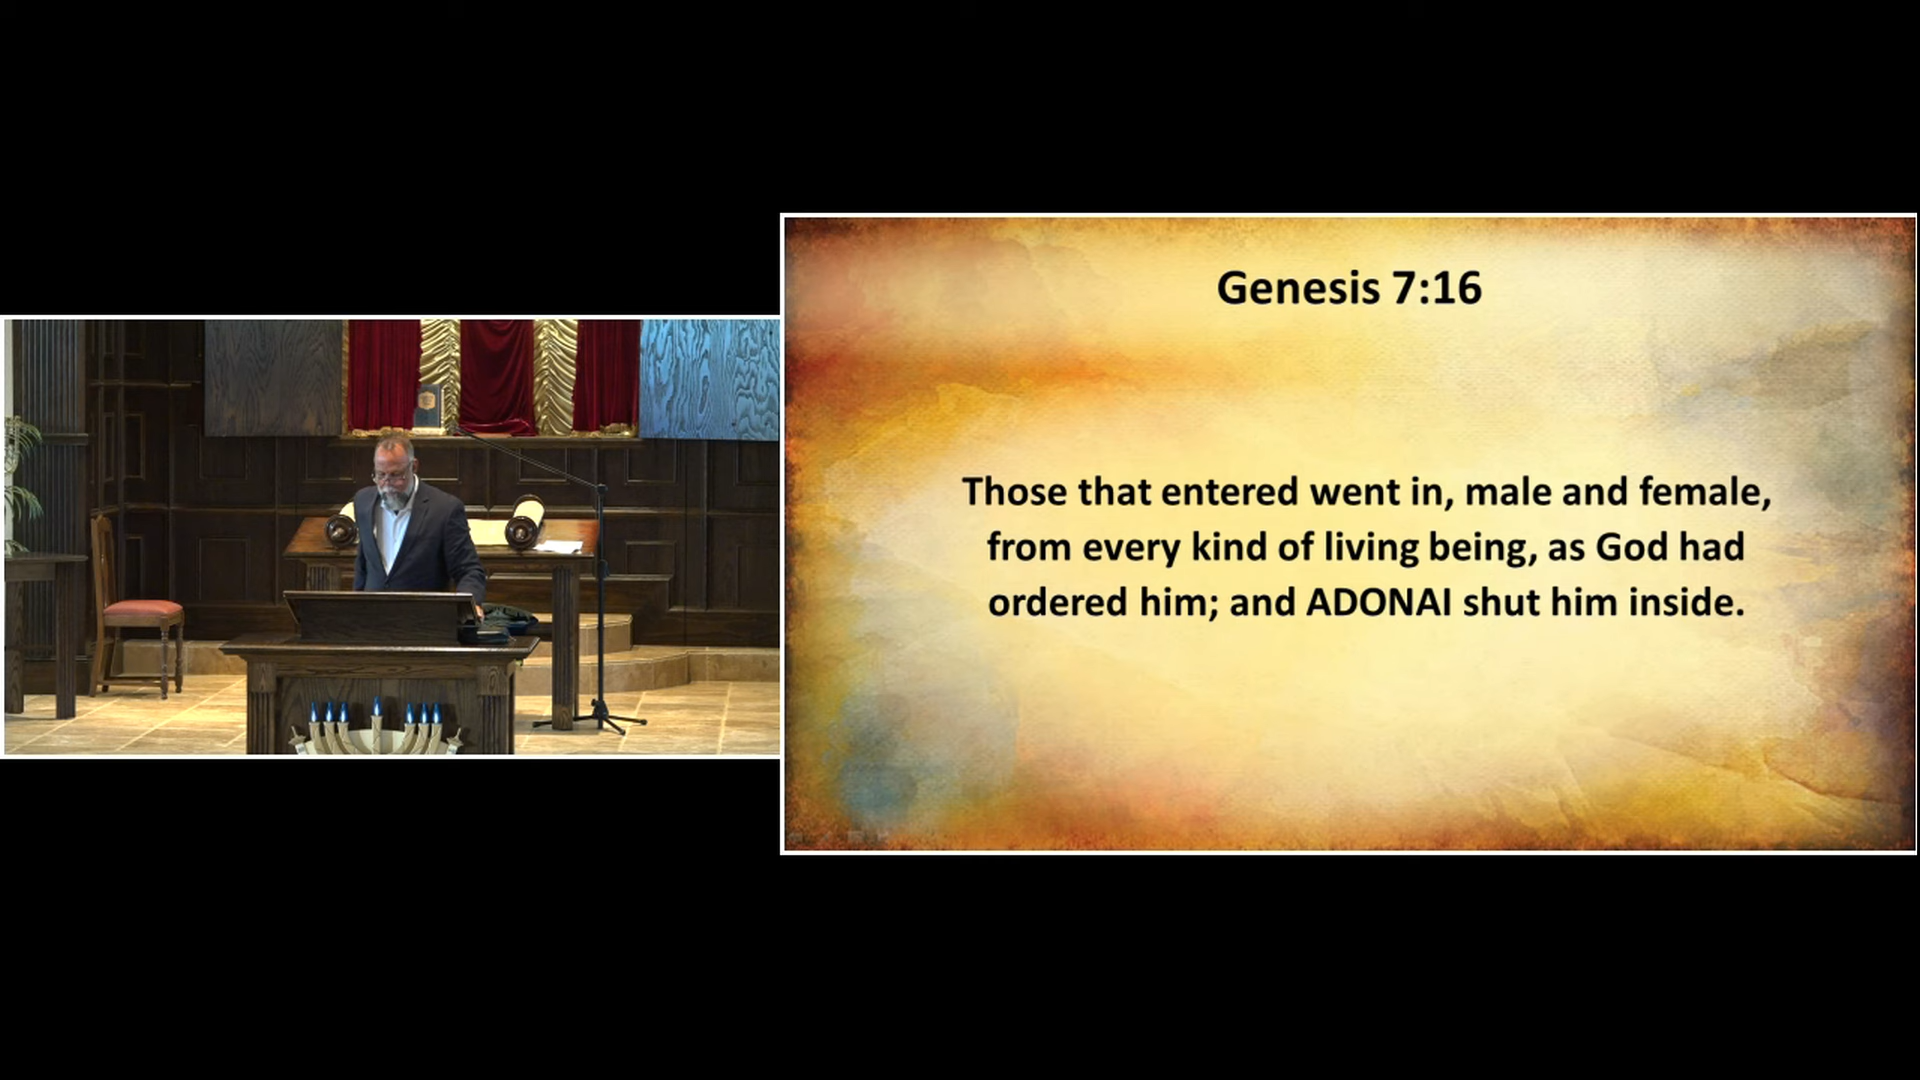 Genesis 7:16
Those that entered went in, male and female,
from every kind of living being, as God had
ordered him; and ADONAI shut him inside.